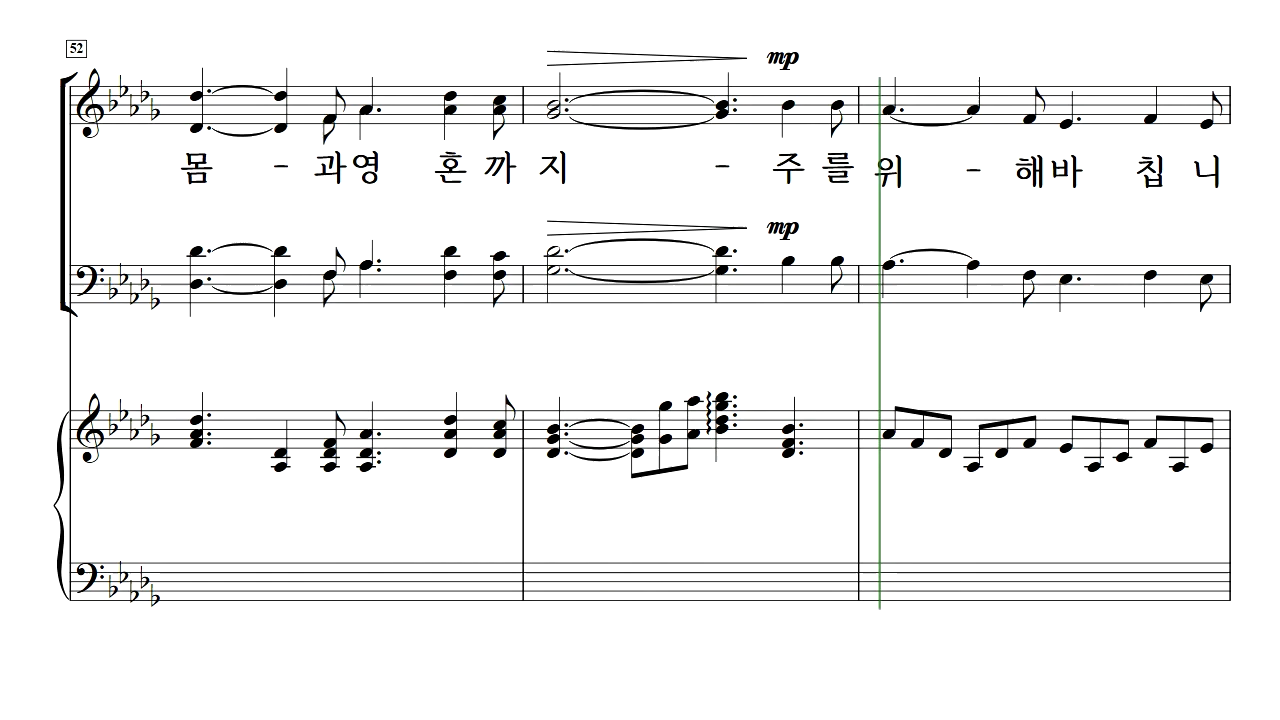 52
mp
몸 - 과영 혼 까 지 - 주 를 위 - 해바 칩 니
mp